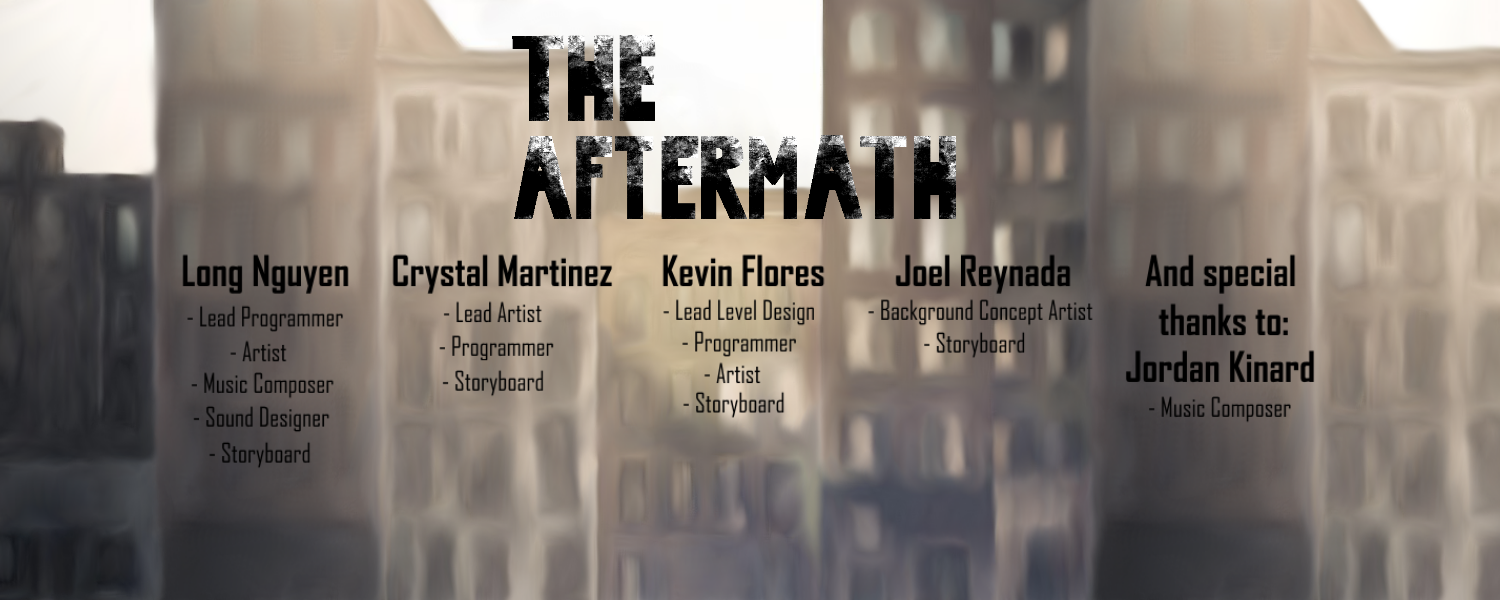 THE
AFTERMATH
Long Nguyen
- Lead Programmer
- Artist
- Music Composer
- Sound Designer
- Storyboard
Crystal Martinez
- Lead Artist
- Programmer
- Storyboard
Kevin Flores
- Lead Level Design
- Programmer
- Artist
- Storyboard
Joel Reynada
- Background Concept Artist
- Storyboard
And special
thanks to:
Jordan Kinard
- Music Composer